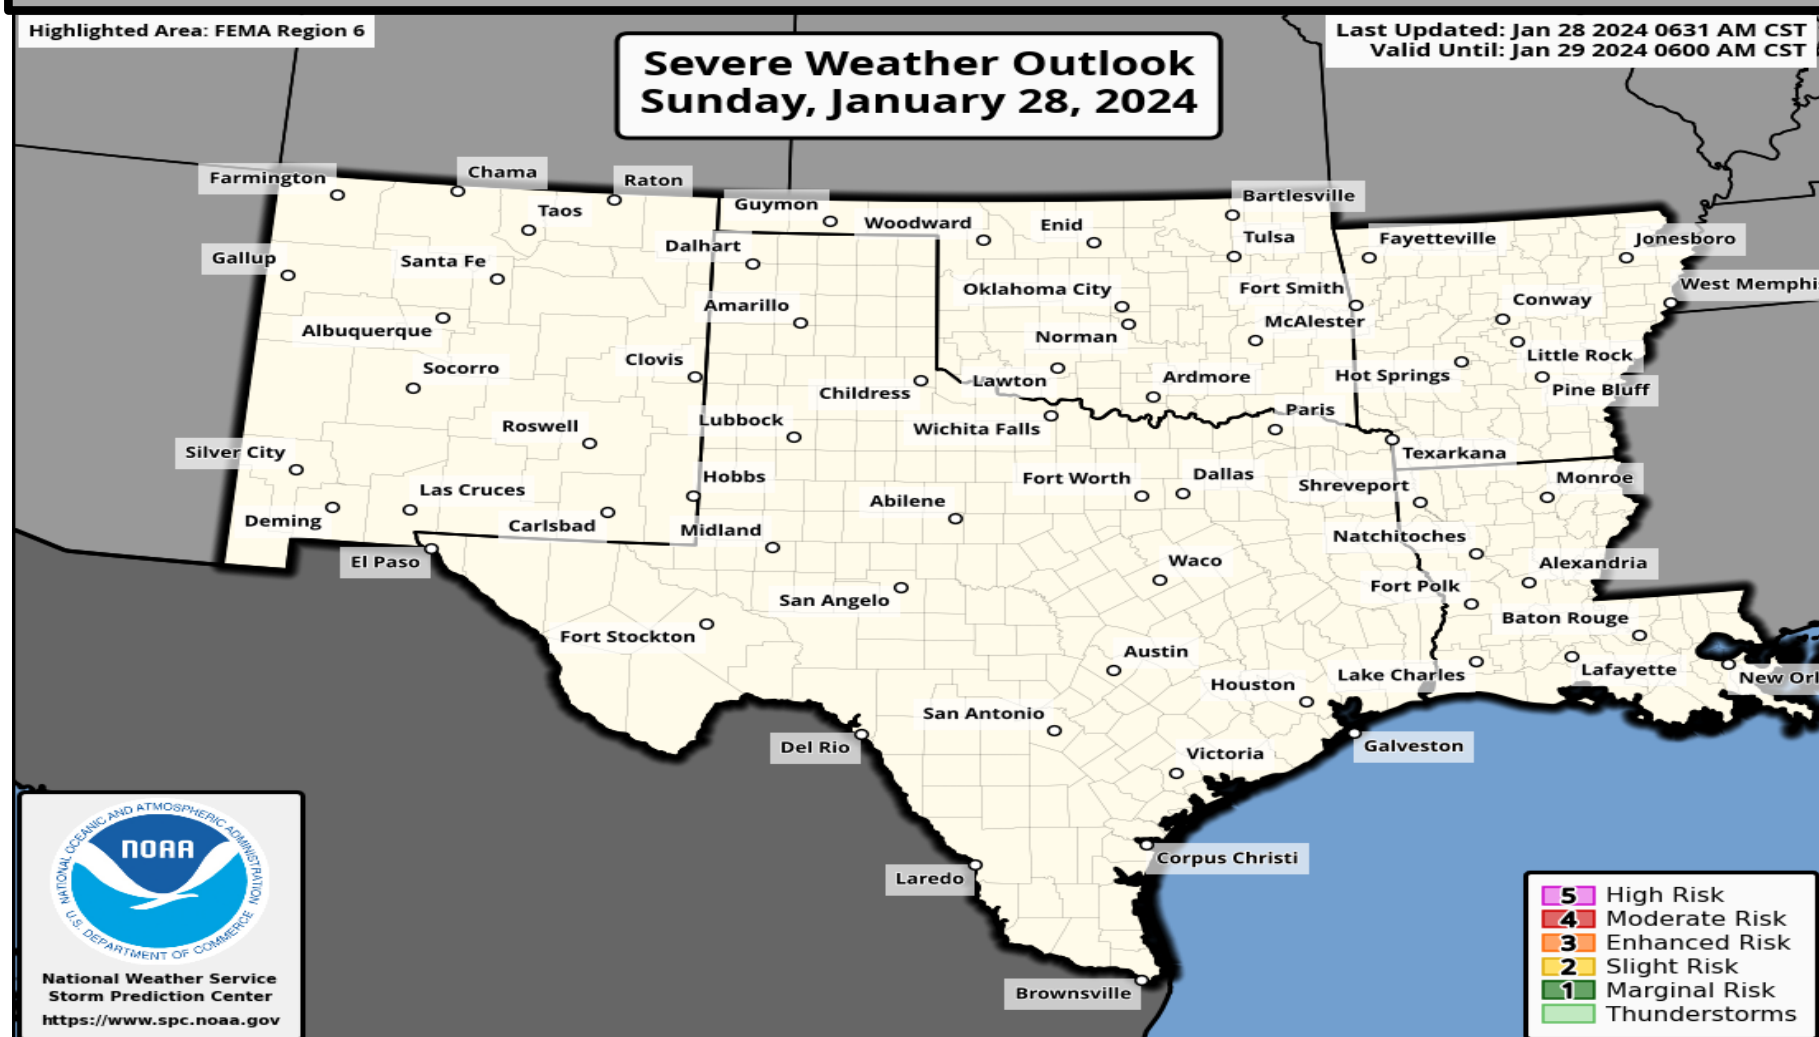 Highlighted Area: FEMA Region 6
Last Updated: Jan 28 2024 0631 AM CST
Valid Until: Jan 29 2024 0600 AM CST
Severe Weather Outlook
Sunday, January 28, 2024
Farmington
Chama
Raton
Taos
Guymon
Woodward
Enid
Bartlesville
Tulsa
Fayetteville
Jonesboro
Gallup
Santa Fe
Dalhart
Oklahoma City
Fort Smith
West Memphi
Albuquerque
Amarillo
Norman
McAlester
Conway
Little Rock
Socorro
Clovis
Childress
Lawton
Ardmore
Hot Springs
Pine Bluff
Roswell
Lubbock
Wichita Falls
Paris
Texarkana
Silver City
Las Cruces
Hobbs
Fort Worth
Dallas
Shreveport
Monroe
Deming
Carlsbad
Midland
Abilene
Natchitoches
El Paso
San Angelo
Waco
Fort Polk
Alexandria
Fort Stockton
Austin
Baton Rouge
Houston
Lake Charles
Lafayette
New Orl
San Antonio
Del Rio
Victoria
Galveston
Corpus Christi
Laredo
Brownsville
NATIONAL OCEANIC AND ATMOSPHERIC ADMINISTRATION
NOAA
U.S. DEPARTMENT OF COMMERCE
National Weather Service
Storm Prediction Center
https://www.spc.noaa.gov
5 High Risk
4 Moderate Risk
3 Enhanced Risk
2 Slight Risk
1 Marginal Risk
Thunderstorms